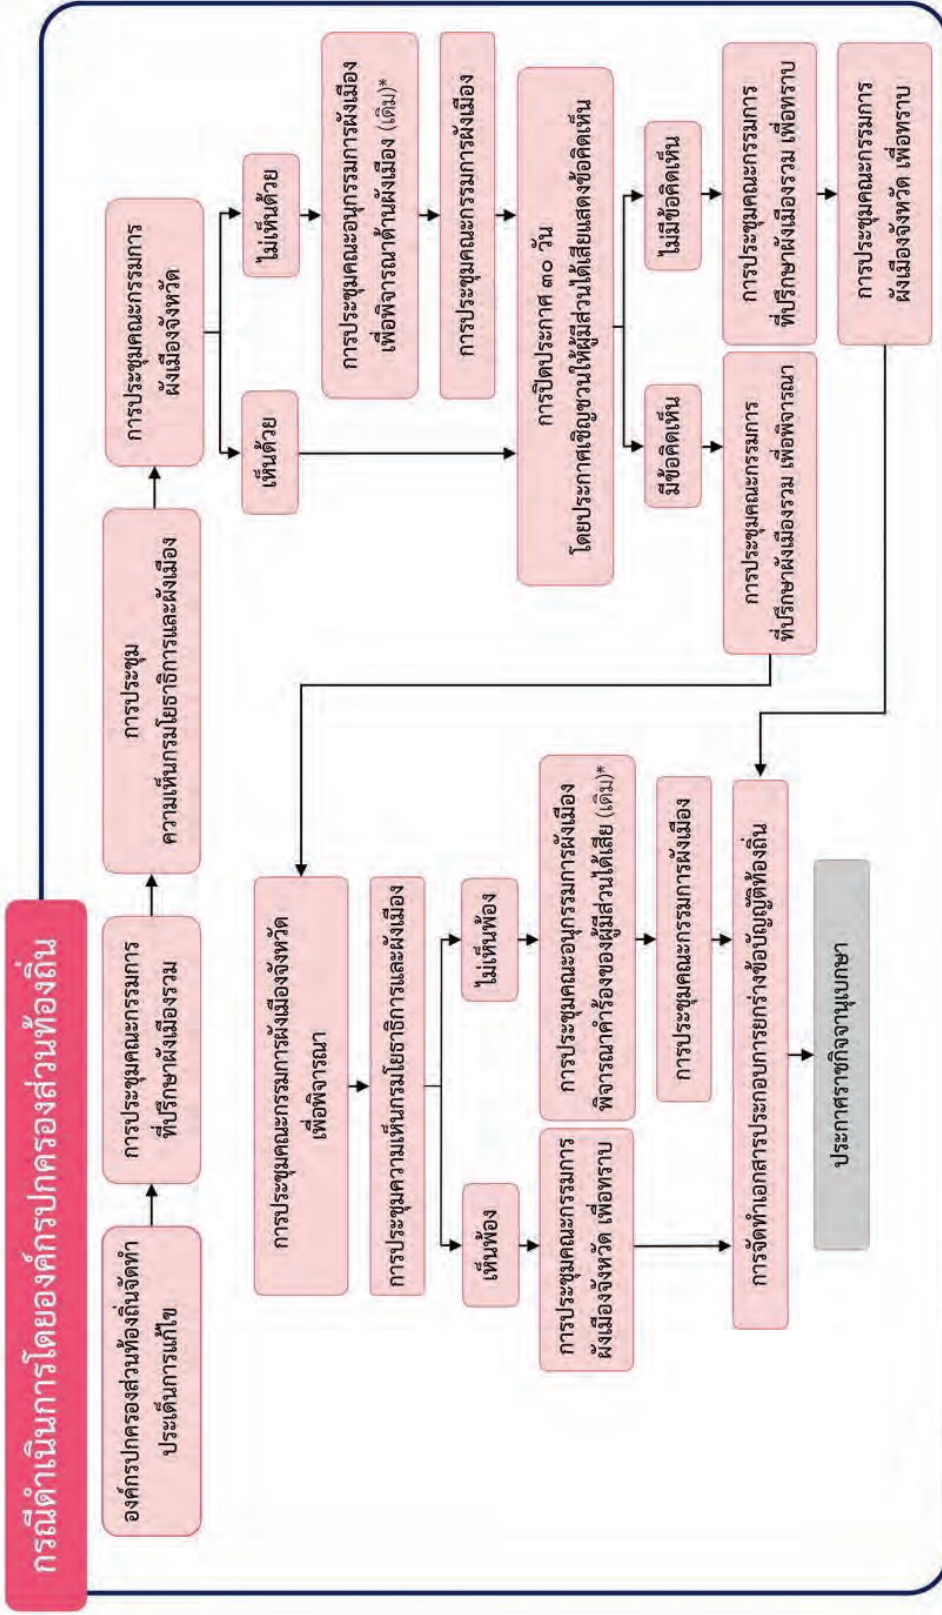 กรณีดำเนินการโดยองค์กรปกครองส่วนท้องถิ่น
องค์กรปกครองส่วนท้องถิ่นจัดทำ
ประเด็นการแก้ไข
การประชุมคณะกรรมการ
ที่ปรึกษาผังเมืองรวม
การประชุม
ความเห็นกรมโยธาธิการและผังเมือง
การประชุมคณะกรรมการ
ผังเมืองจังหวัด
เห็นด้วย
ไม่เห็นด้วย
การประชุมคณะอนุกรรมการผังเมือง
เพื่อพิจารณาด้านผังเมือง (เดิม)*
การประชุมคณะกรรมการผังเมือง
การปิดประกาศ ๓๐ วัน
โดยประกาศเชิญชวนให้ผู้มีส่วนได้เสียแสดงข้อคิดเห็น
มีข้อคิดเห็น
ไม่มีข้อคิดเห็น
การประชุมคณะกรรมการ
ที่ปรึกษาผังเมืองรวม เพื่อพิจารณา
การประชุมคณะกรรมการ
ที่ปรึกษาผังเมืองรวม เพื่อทราบ
การประชุมคณะกรรมการ
ผังเมืองจังหวัด เพื่อทราบ
การประชุมคณะกรรมการผังเมืองจังหวัด
เพื่อพิจารณา
การประชุมความเห็นกรมโยธาธิการและผังเมือง
เห็นพ้อง
ไม่เห็นพ้อง
การประชุมคณะกรรมการ
ผังเมืองจังหวัด เพื่อทราบ
การประชุมคณะอนุกรรมการผังเมือง
พิจารณาคำร้องของผู้มีส่วนได้เสีย (เดิม)*
การประชุมคณะกรรมการผังเมือง
การจัดทำเอกสารประกอบการยกร่างข้อบัญญัติท้องถิ่น
ประกาศราชกิจจานุเบกษา